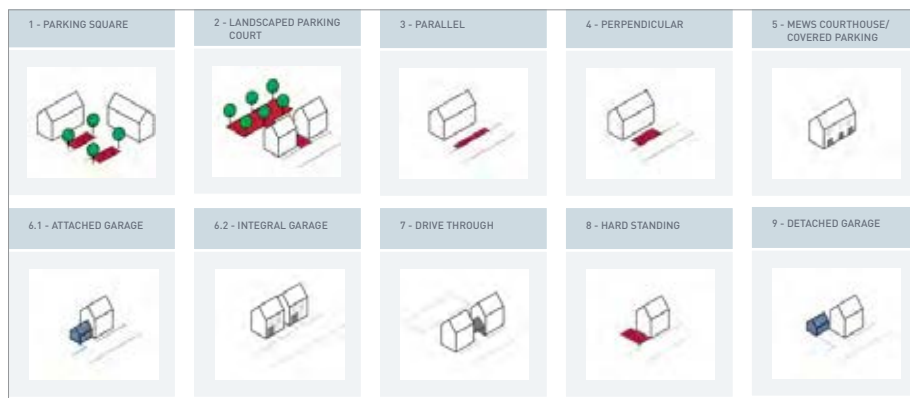 1 - PARKING SQUARE
2 - LANDSCAPED PARKING
COURT
3 - PARALLEL
4 - PERPENDICULAR
5 - MEWS COURTHOUSE/
COVERED PARKING
6.1 - ATTACHED GARAGE
6.2 - INTEGRAL GARAGE
7 - DRIVE THROUGH
8 - HARD STANDING
9 - DETACHED GARAGE